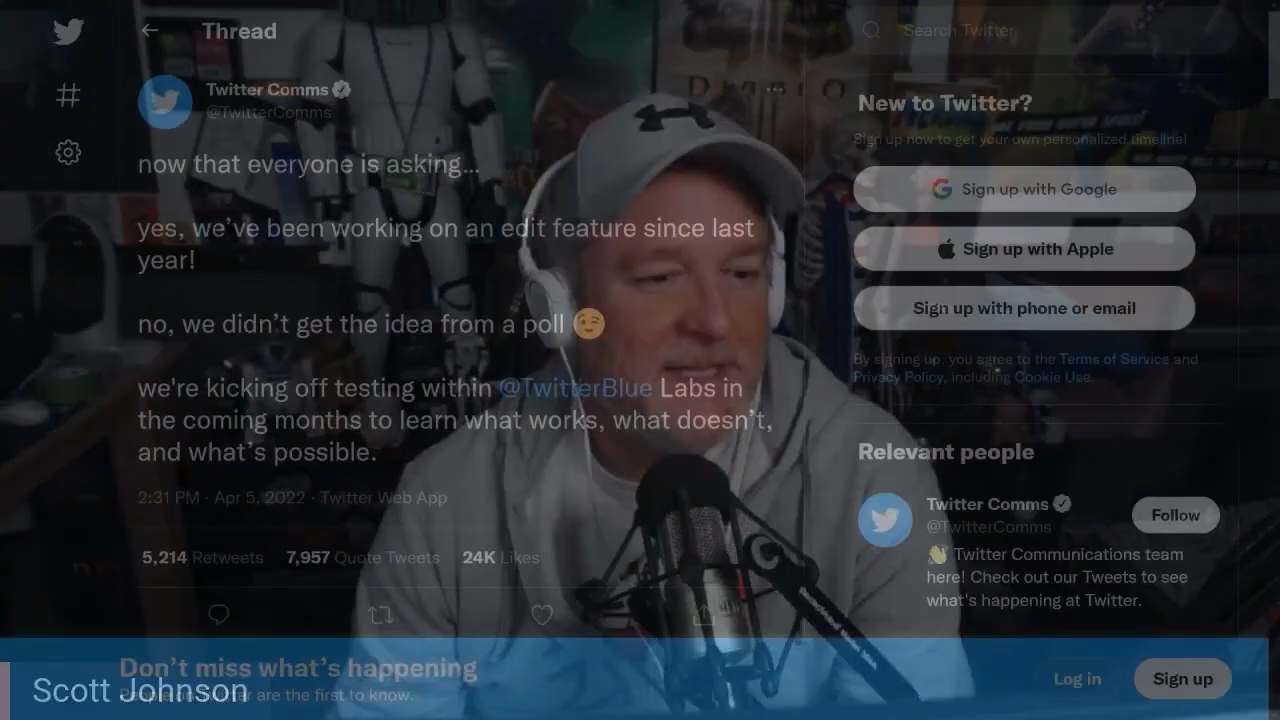 Thread
Search Twitter
Twitter Comms
@TwitterComms
now that everyone is asking...
yes, we've been working on an edit feature since last
year!
no, we didn't get the idea from a poll 😉
we're kicking off testing within @TwitterBlue Labs in
the coming months to learn what works, what doesn't,
and what's possible.
2:31 PM · Apr 5, 2022 · Twitter Web App
5,214 Retweets 7,957 Quote Tweets 24K Likes
DIABLO
New to Twitter?
Sign up now to get your own personalized timeline!
Sign up with Google
Sign up with Apple
Sign up with phone or email
By signing up, you agree to the Terms of Service and
Privacy Policy, including Cookie Use.
Relevant people
Twitter Comms
@TwitterComms
Follow
👋 Twitter Communications team
here! Check out our Tweets to see
what's happening at Twitter.
Don't miss what's happening
People on Twitter are the first to know.
Log in
Sign up
Scott Johnson